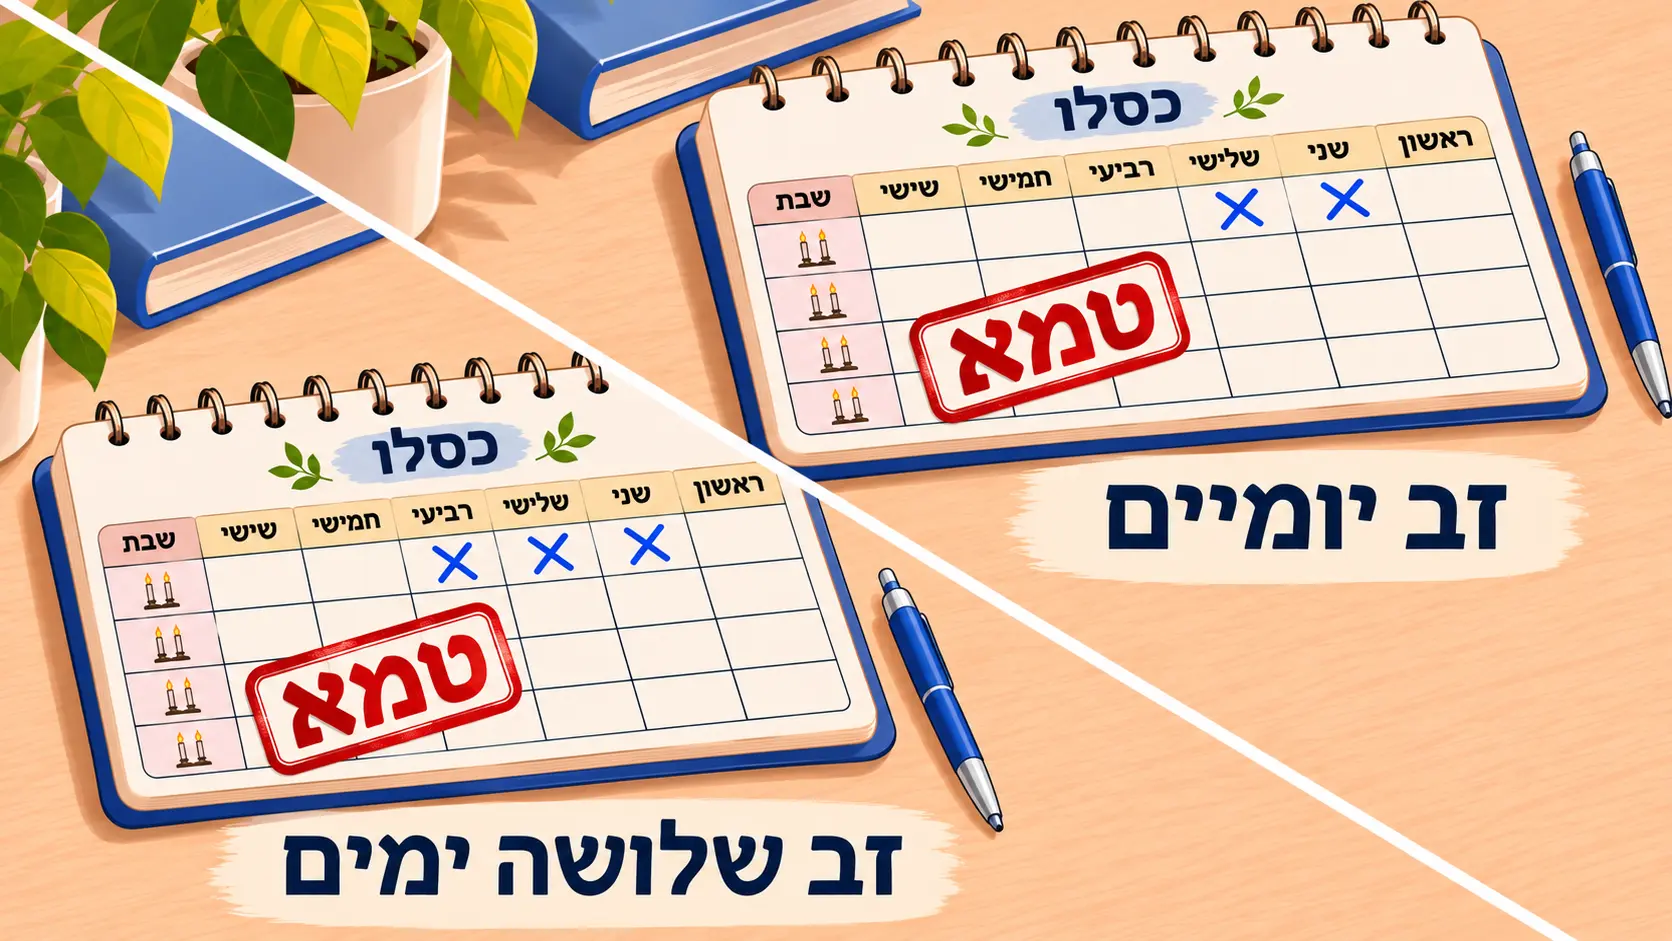 כסלו
ראשון שני שלישי רביעי חמישי שישי שבת
טמא
זב יומיים
כסלו
ראשון שני שלישי רביעי חמישי שישי שבת
טמא
זב שלושה ימים